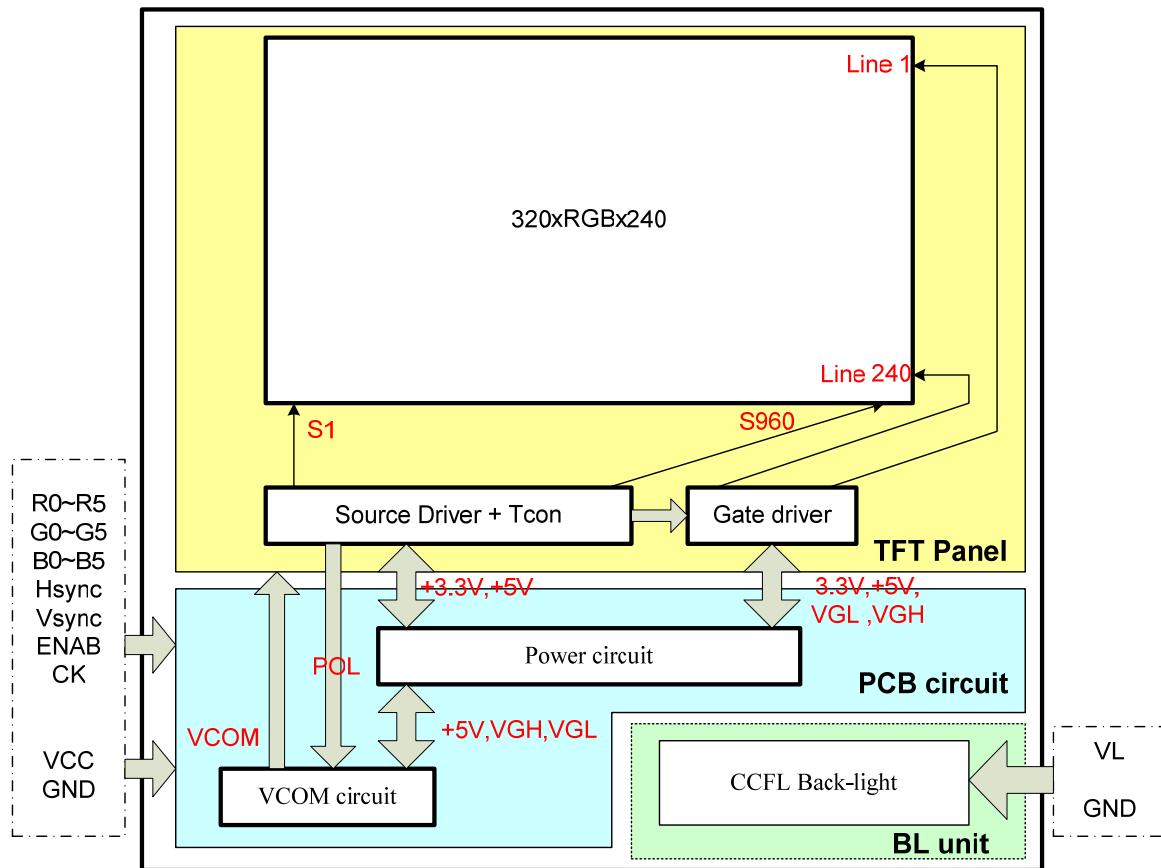 Line 1
320xRGBx240
Line 240
S1
S960
Source Driver + Tcon
Gate driver
TFT Panel
R0~R5
G0~G5
B0~B5
Hsync
Vsync
ENAB
CK
VCC
GND
+3.3V,+5V
3.3V,+5V,
VGL ,VGH
Power circuit
POL
PCB circuit
VCOM
+5V,VGH,VGL
VCOM circuit
CCFL Back-light
BL unit
VL
GND